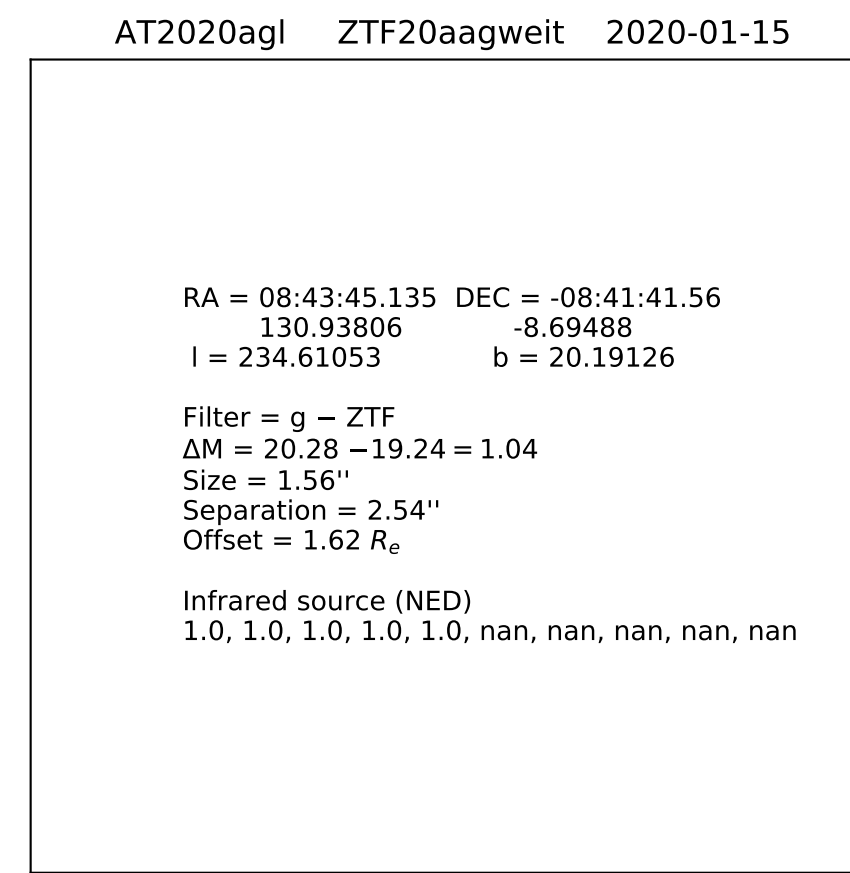 AT2020agl ZTF20aagweit 2020-01-15
RA = 08:43:45.135 DEC = -08:41:41.56
130.93806 -8.69488
l = 234.61053 b = 20.19126
Filter = g − ZTF
ΔM = 20.28 −19.24 = 1.04
Size = 1.56''
Separation = 2.54''
Offset = 1.62 Rₑ
Infrared source (NED)
1.0, 1.0, 1.0, 1.0, 1.0, nan, nan, nan, nan, nan